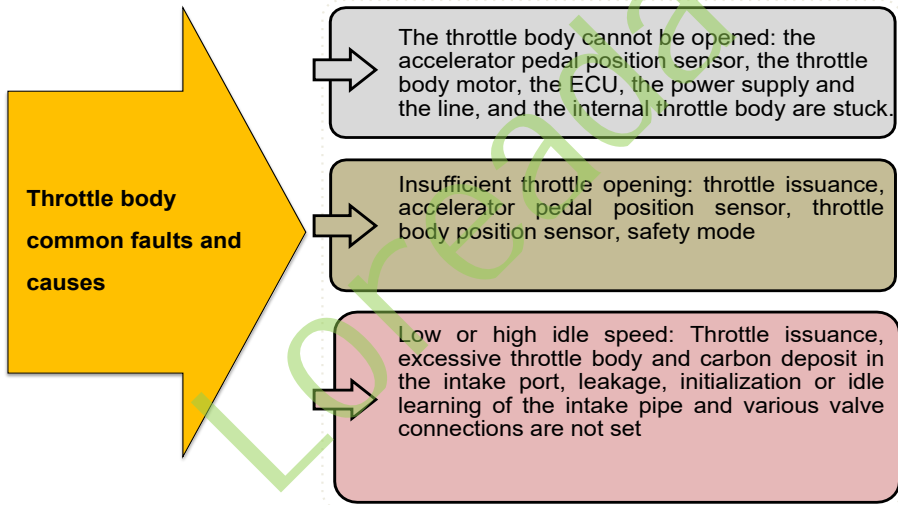 Throttle body
common faults and
causes
The throttle body cannot be opened: the
accelerator pedal position sensor, the throttle
body motor, the ECU, the power supply and
the line, and the internal throttle body are stuck.
Insufficient throttle opening: throttle issuance,
accelerator pedal position sensor, throttle
body position sensor, safety mode
Low or high idle speed: Throttle issuance,
excessive throttle body and carbon deposit in
the intake port, leakage, initialization or idle
learning of the intake pipe and various valve
connections are not set
Loreada